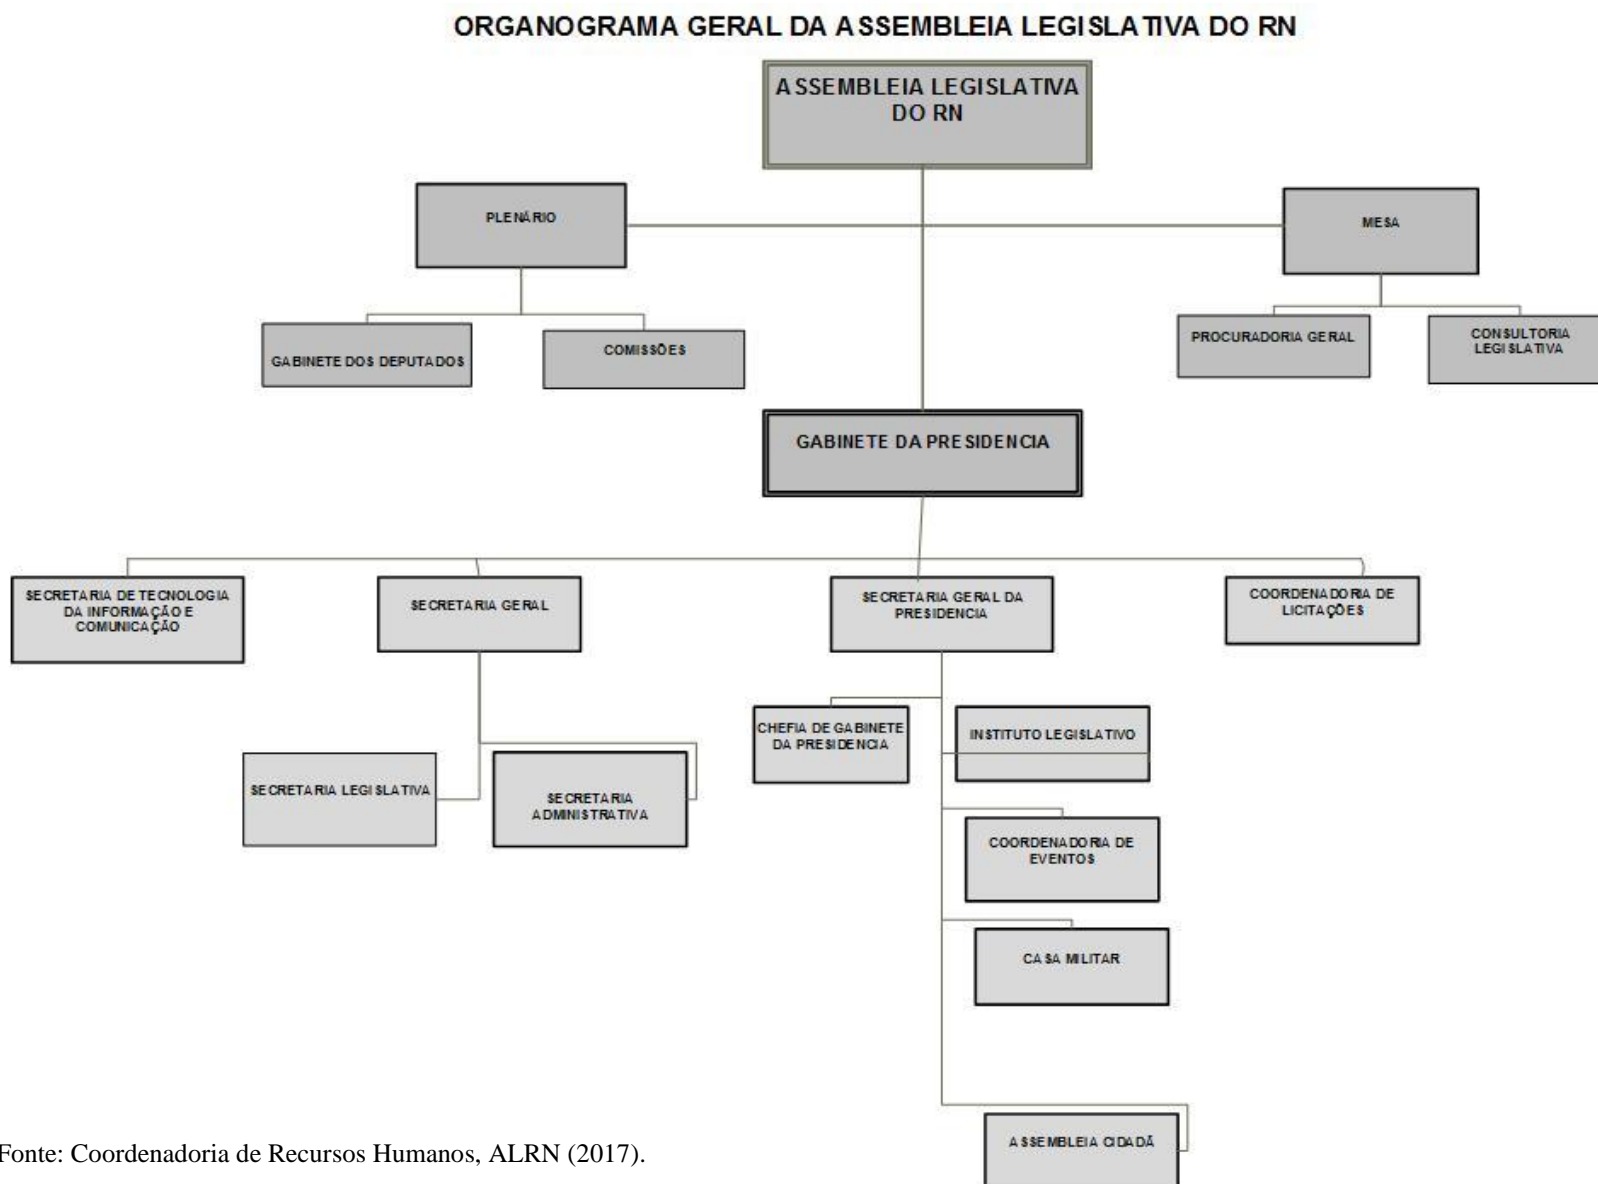 ORGANOGRAMA GERAL DA ASSEMBLEIA LEGISLATIVA DO RN
ASSEMBLEIA LEGISLATIVA
DO RN
PLENÁRIO
MESA
GABINETE DOS DEPUTADOS
COMISSÕES
PROCURADORIA GERAL
CONSULTORIA
LEGISLATIVA
GABINETE DA PRESIDENCIA
SECRETARIA DE TECNOLOGIA
DA INFORMAÇÃO E
COMUNICAÇÃO
SECRETARIA GERAL
SECRETARIA GERAL DA
PRESIDENCIA
COORDENADORIA DE
LICITAÇÕES
CHEFIA DE GABINETE
DA PRESIDENCIA
INSTITUTO LEGISLATIVO
SECRETARIA LEGISLATIVA
SECRETARIA
ADMINISTRATIVA
COORDENADORIA DE
EVENTOS
CASA MILITAR
ASSEMBLEIA CIDADÃ
Fonte: Coordenadoria de Recursos Humanos, ALRN (2017).